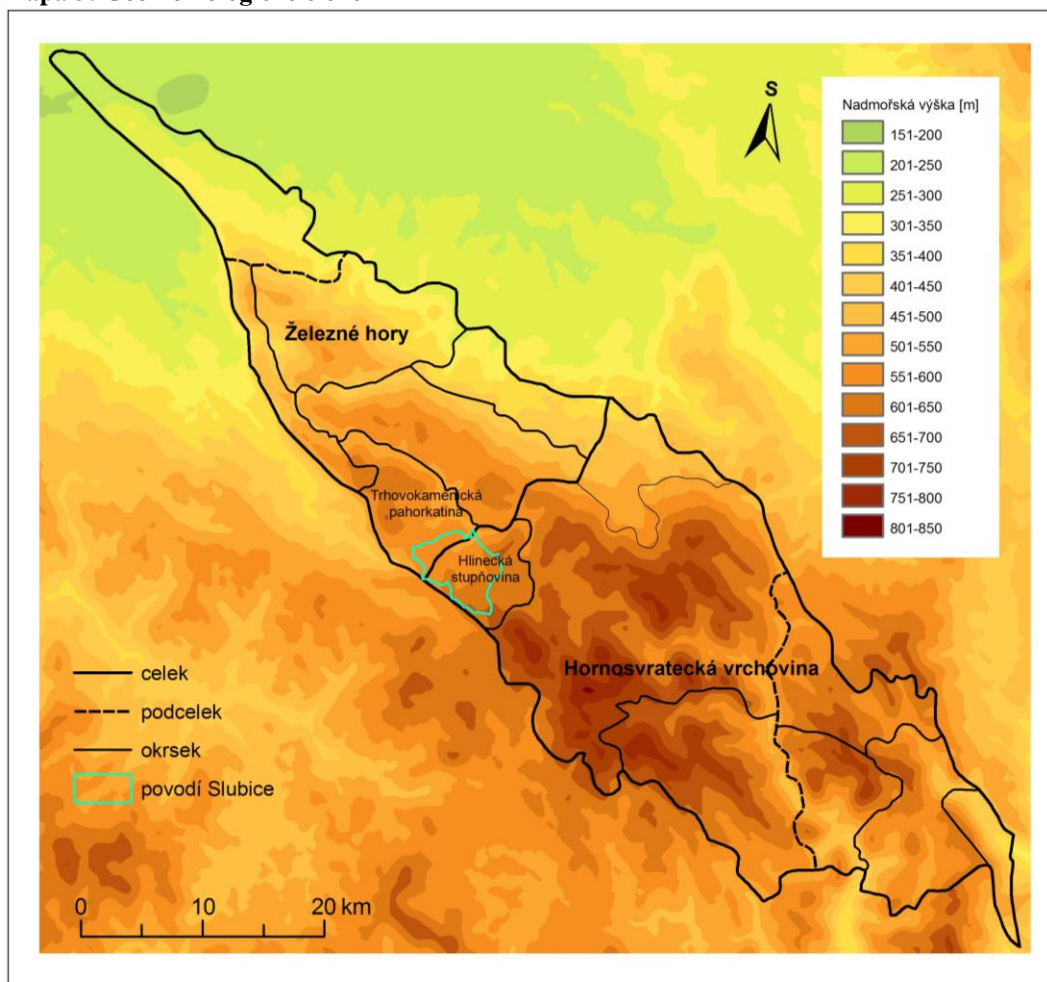 S
Nadmořská výška [m]
151-200
201-250
251-300
301-350
351-400
401-450
451-500
501-550
551-600
601-650
651-700
701-750
751-800
801-850
Železné hory
Trhovokamenická
pahorkatina
Hlinecká
stupňovina
Hornosvratecká vrchovina
celek
podcelek
okrsek
povodí Slubice
0 10 20 km